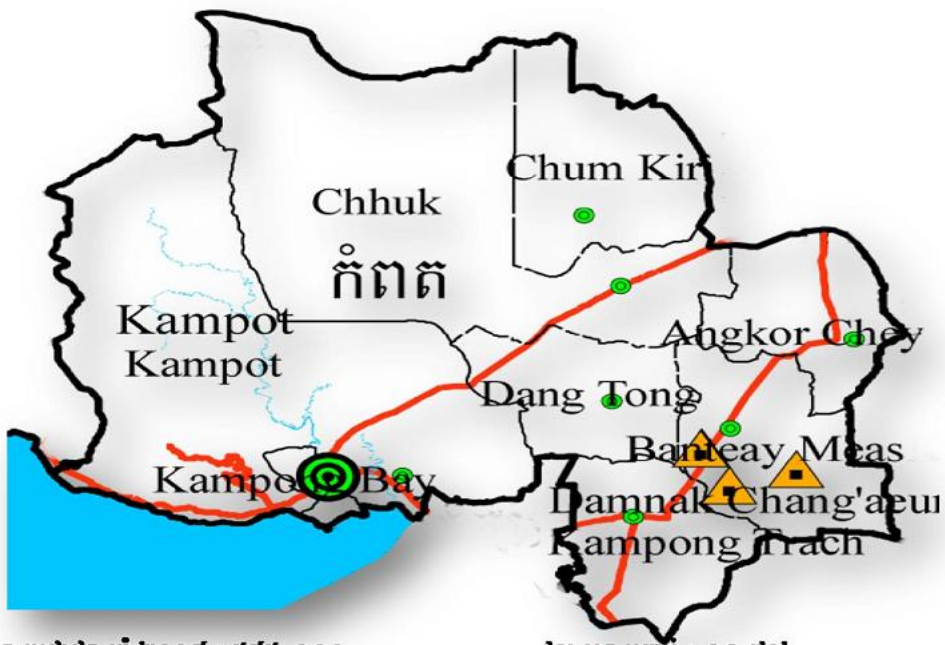 Chum Kiri
Chhuk
កំពត
Kampot
Kampot
Angkor Chey
Dang Tong
Banteay Meas
Kampong Bay
Damnak Chang'aeur
Kampong Trach